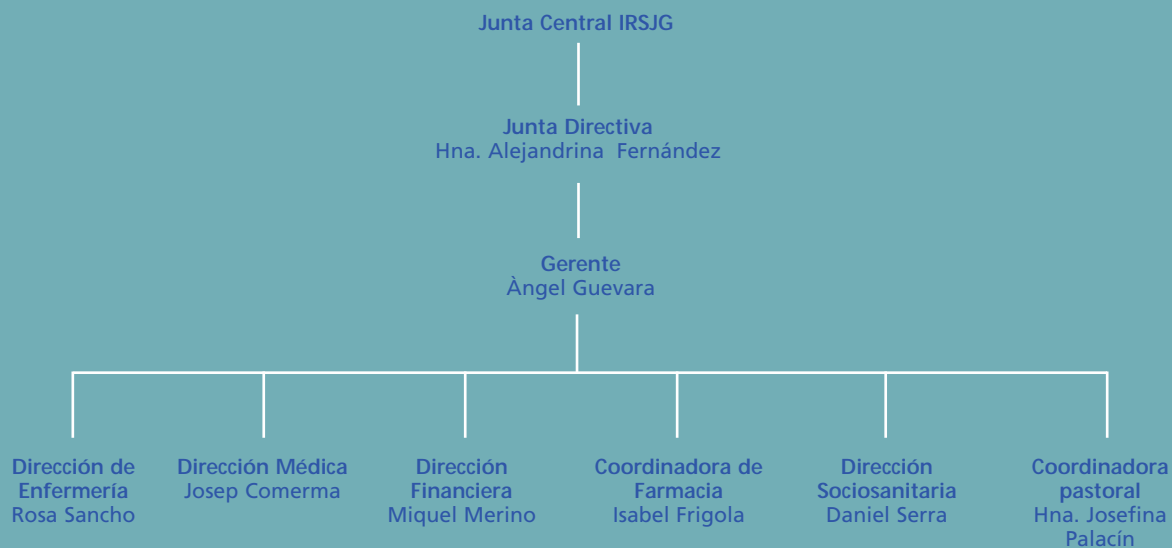 Junta Central IRSJG
Junta Directiva
Hna. Alejandrina Fernández
Gerente
Àngel Guevara
Dirección de
Enfermería
Rosa Sancho
Dirección Médica
Josep Comerma
Dirección
Financiera
Miquel Merino
Coordinadora de
Farmacia
Isabel Frigola
Dirección
Sociosanitaria
Daniel Serra
Coordinadora
pastoral
Hna. Josefina
Palacín